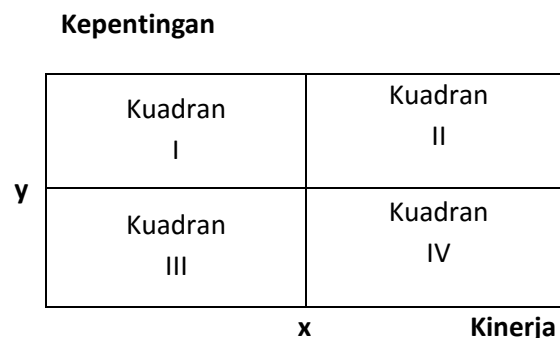 Kepentingan
Kuadran
I
Kuadran
II
y
Kuadran
III
Kuadran
IV
x
Kinerja